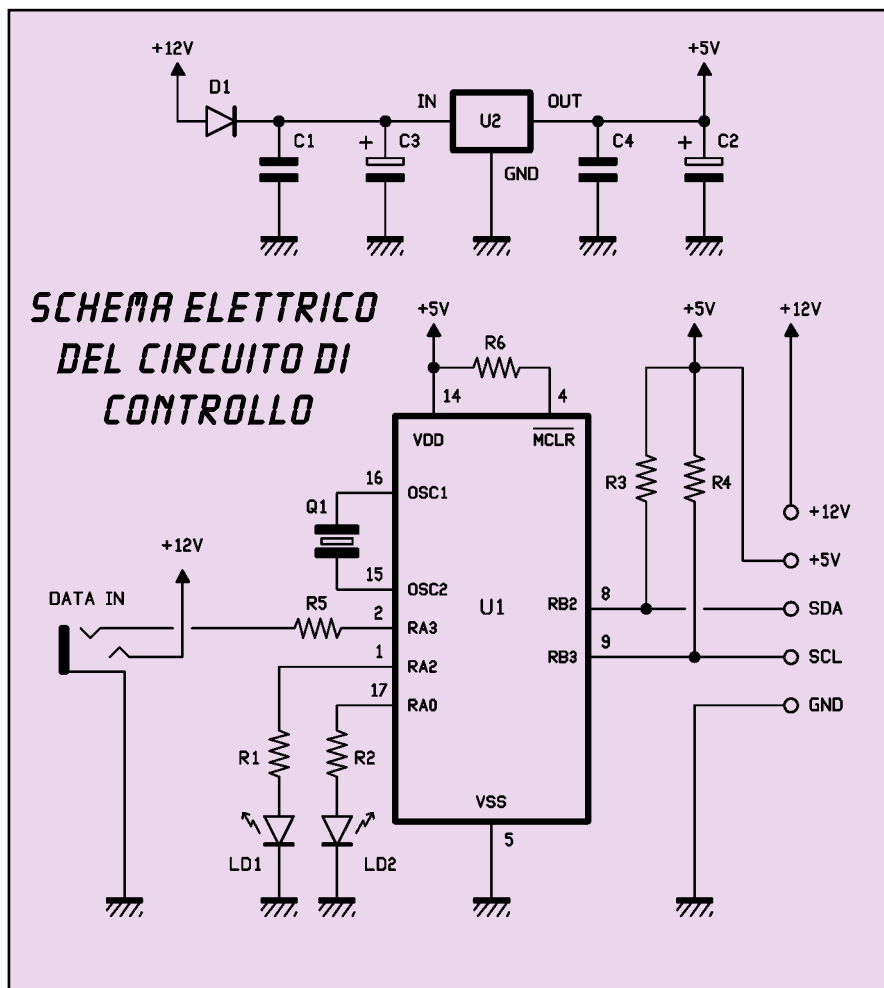 +12V
+5V
D1
IN
U2
OUT
C1
+
C3
GND
C4
+
C2
SCHEMA ELETTRICO
DEL CIRCUITO DI
CONTROLLO
+5V
+5V
+12V
R6
14
4
VDD
MCLR
16
OSC1
Q1
R3
R4
+12V
+12V
15
OSC2
+5V
DATA IN
R5
2
RA3
U1
RB2
8
SDA
1
RA2
RB3
9
SCL
17
RA0
GND
R1
R2
VSS
5
LD1
LD2